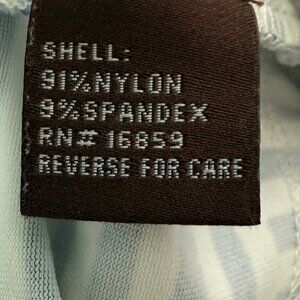 SHELL:
91%NYLON
9%SPANDEX
RN# 16859
REVERSE FOR CARE